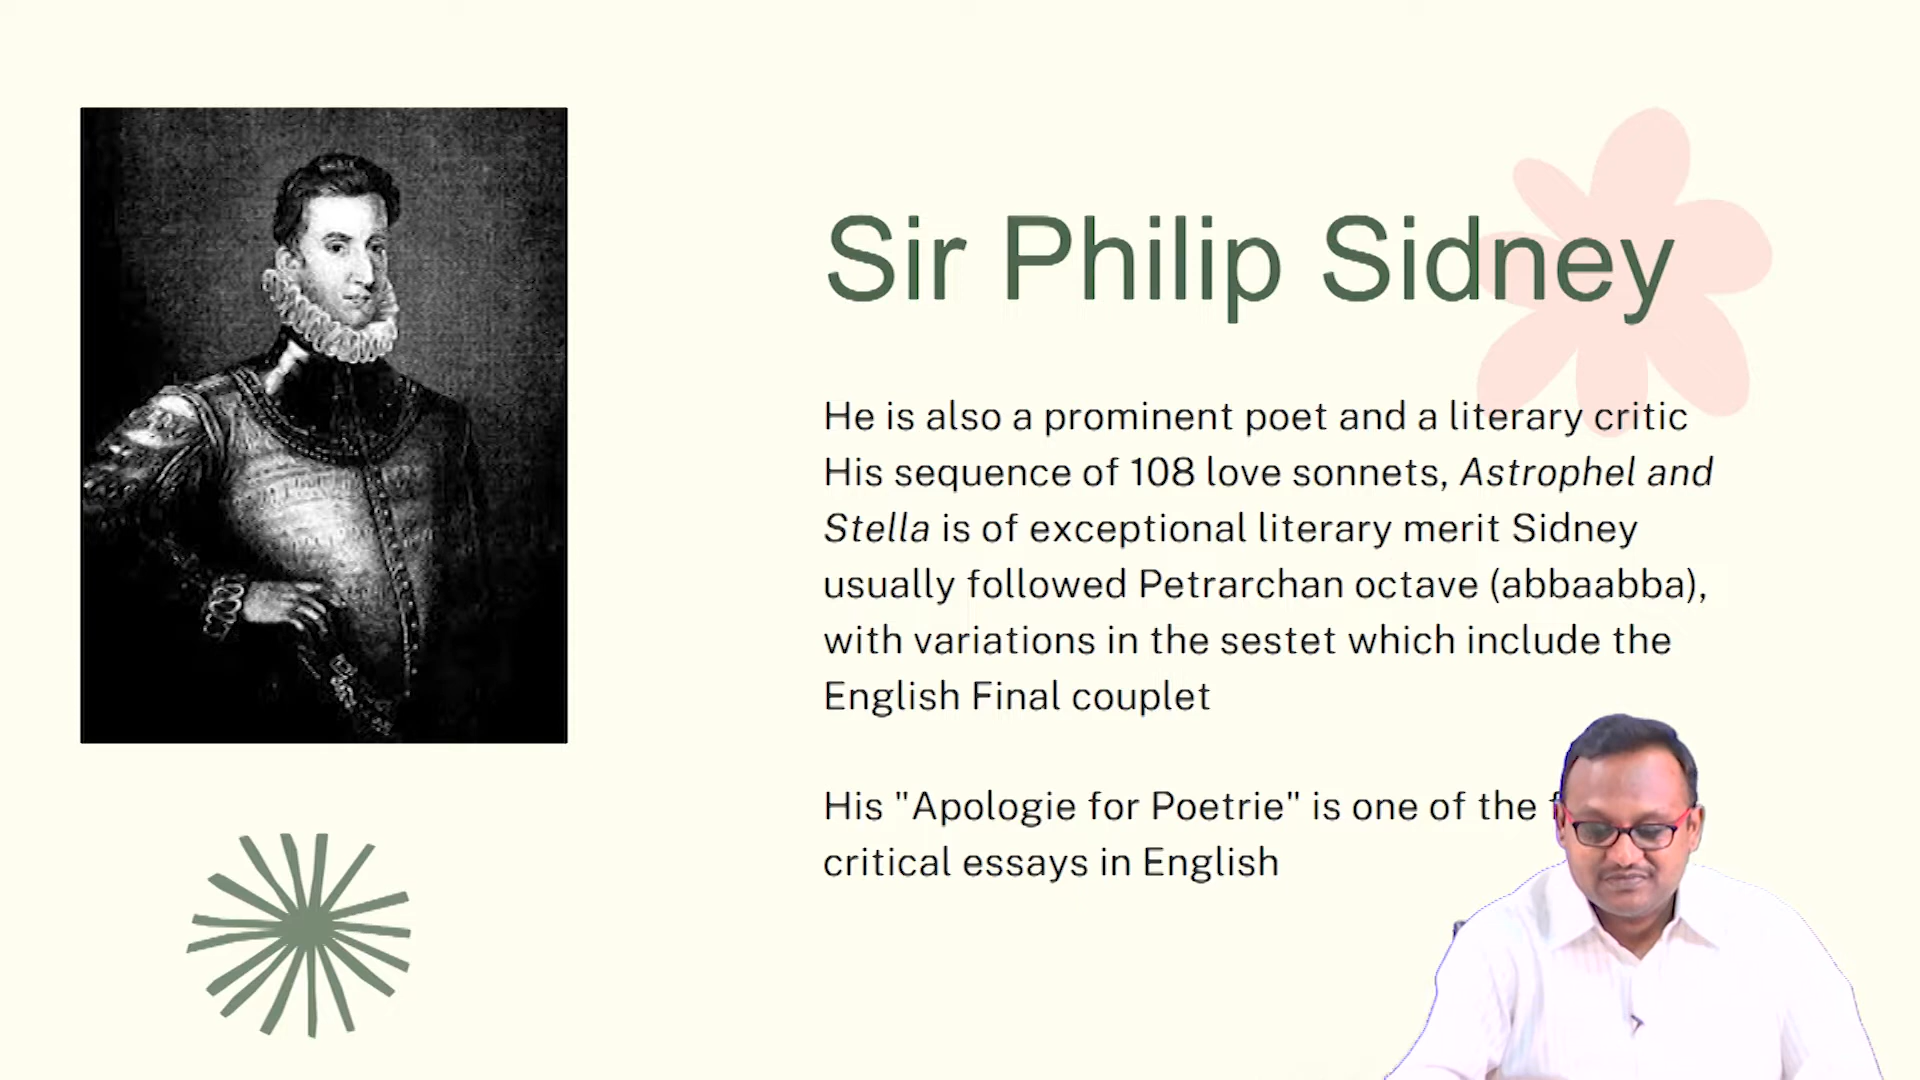 Sir Philip Sidney
He is also a prominent poet and a literary critic
His sequence of 108 love sonnets, Astrophel and
Stella is of exceptional literary merit Sidney
usually followed Petrarchan octave (abbaabba),
with variations in the sestet which include the
English Final couplet
His "Apologie for Poetrie" is one of the
critical essays in English